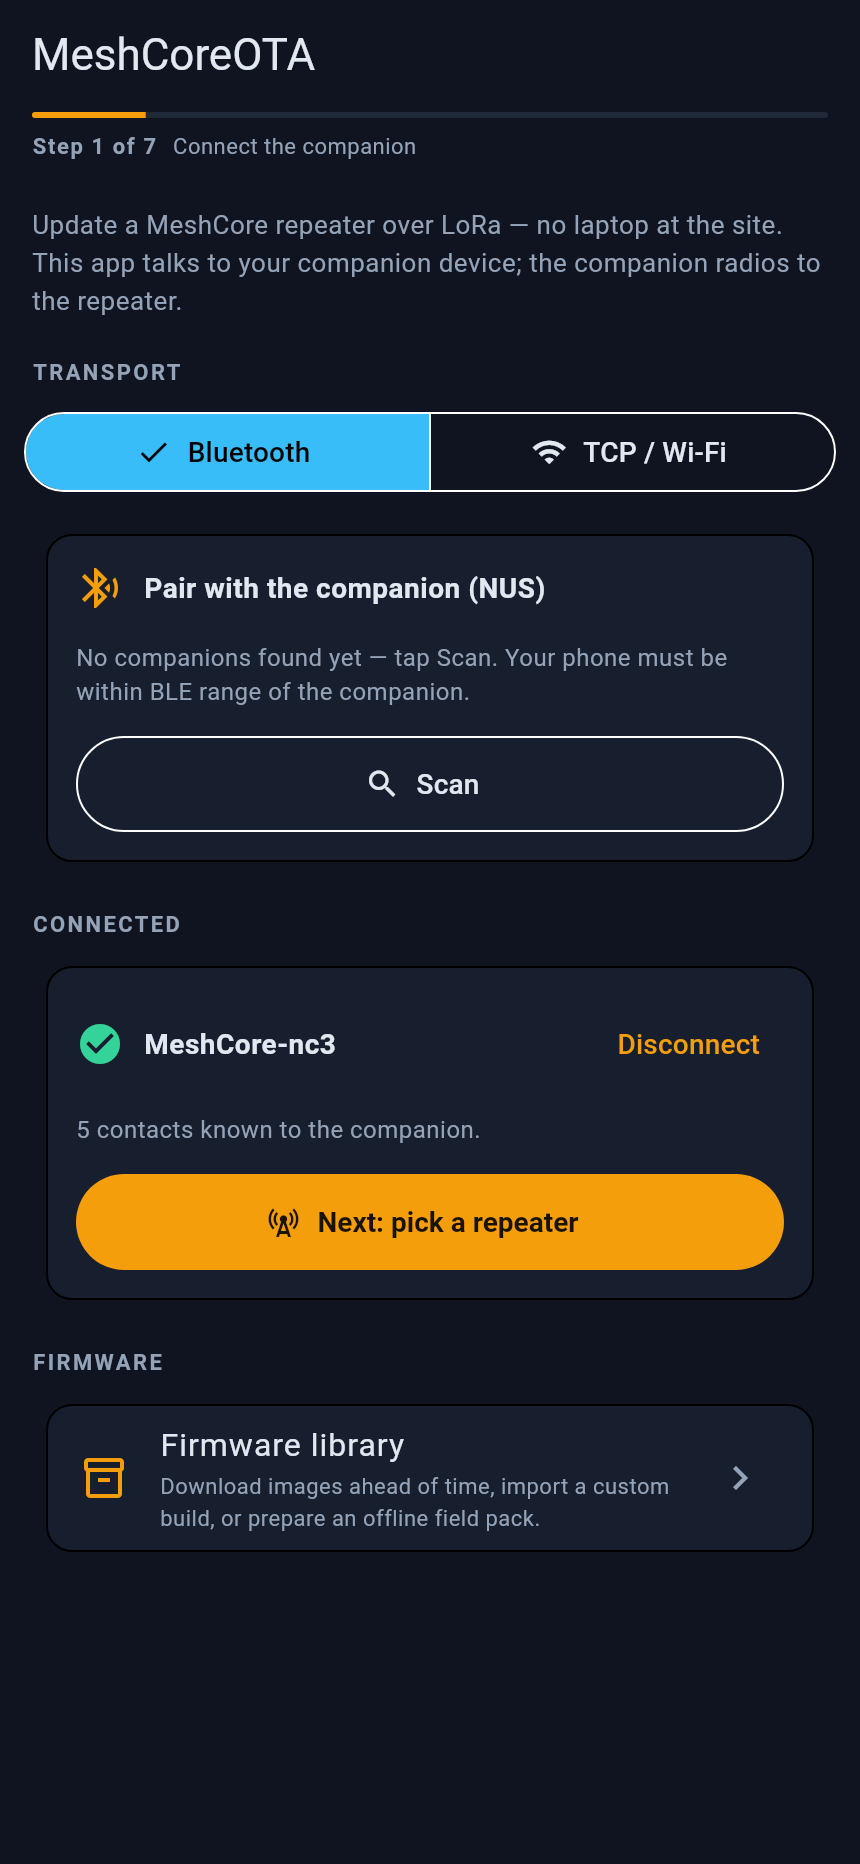 MeshCoreOTA
Step 1 of 7 Connect the companion
Update a MeshCore repeater over LoRa — no laptop at the site.
This app talks to your companion device; the companion radios to
the repeater.
TRANSPORT
Bluetooth
TCP / Wi-Fi
Pair with the companion (NUS)
No companions found yet — tap Scan. Your phone must be
within BLE range of the companion.
Scan
CONNECTED
MeshCore-nc3
Disconnect
5 contacts known to the companion.
Next: pick a repeater
FIRMWARE
Firmware library
Download images ahead of time, import a custom
build, or prepare an offline field pack.